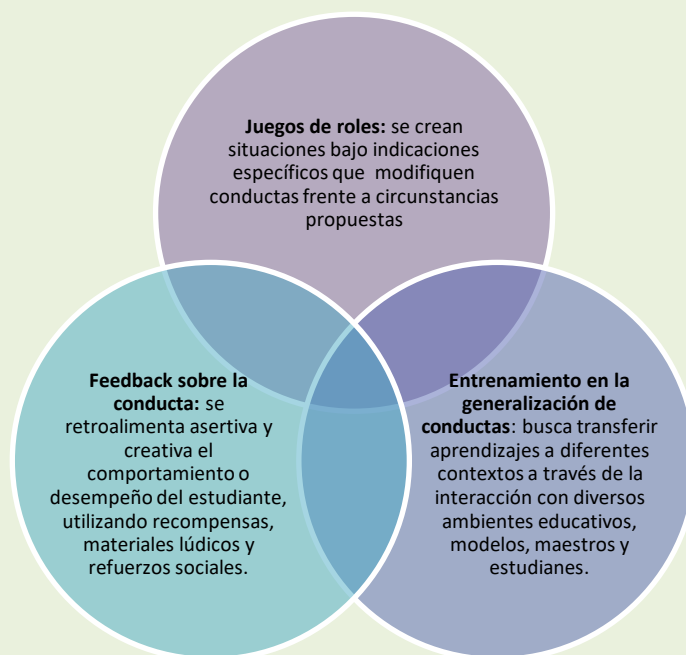 Juegos de roles: se crean
situaciones bajo indicaciones
específicos que modifiquen
conductas frente a circunstancias
propuestas
Feedback sobre la
conducta: se
retroalimenta asertiva y
creativa el
comportamiento o
desempeño del estudiante,
utilizando recompensas,
materiales lúdicos y
refuerzos sociales.
Entrenamiento en la
generalización de
conductas: busca transferir
aprendizajes a diferentes
contextos a través de la
interacción con diversos
ambientes educativos,
modelos, maestros y
estudianes.